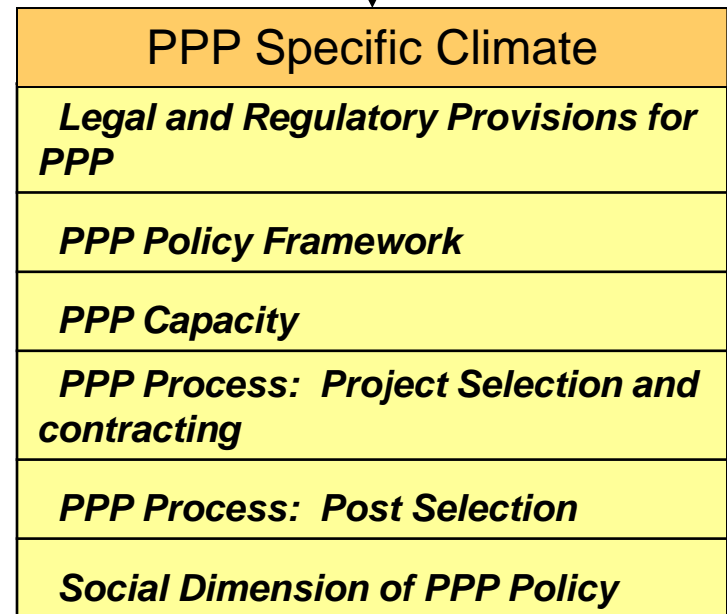 PPP Specific Climate
Legal and Regulatory Provisions for
PPP
PPP Policy Framework
PPP Capacity
PPP Process:  Project Selection and
contracting
PPP Process:  Post Selection
Social Dimension of PPP Policy